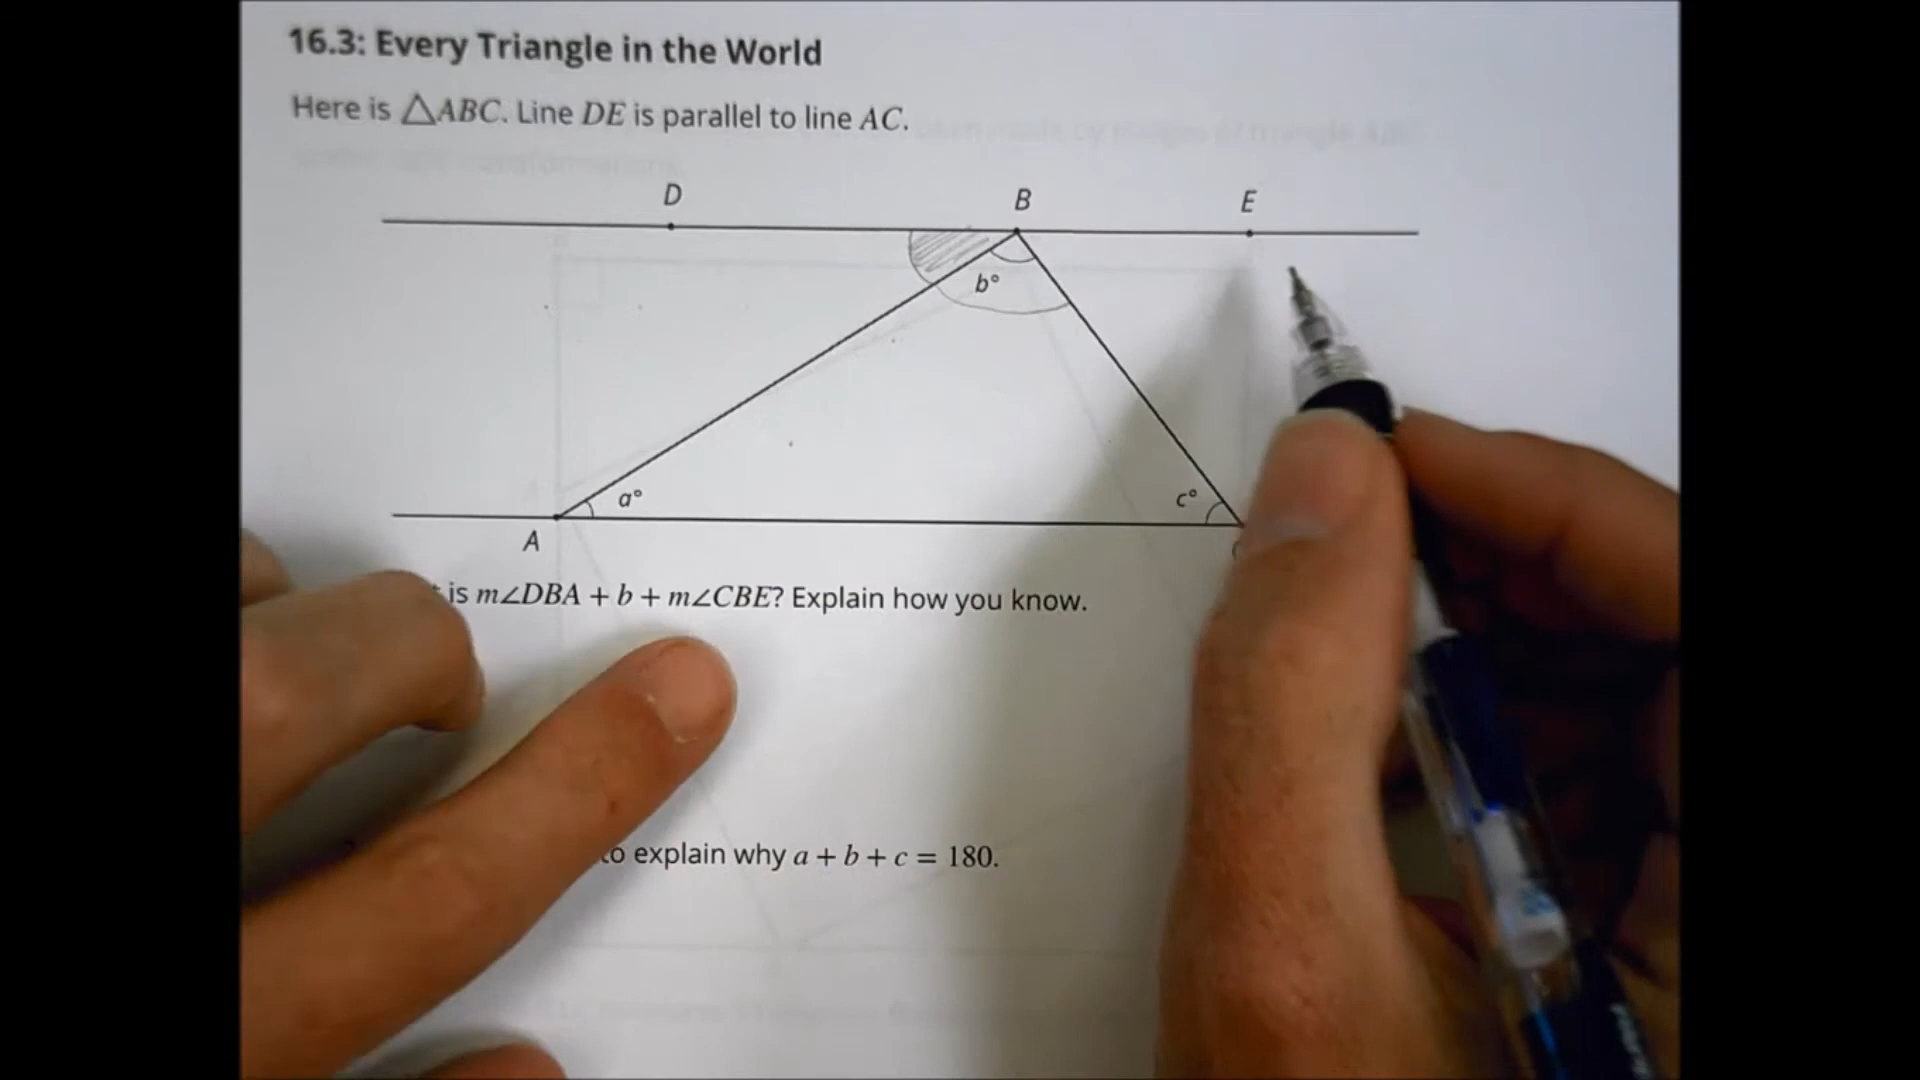 16.3: Every Triangle in the World
Here is △ABC. Line DE is parallel to line AC.
D
B
E
b°
a°
c°
A
is m∠DBA + b + m∠CBE? Explain how you know.
to explain why a + b + c = 180.